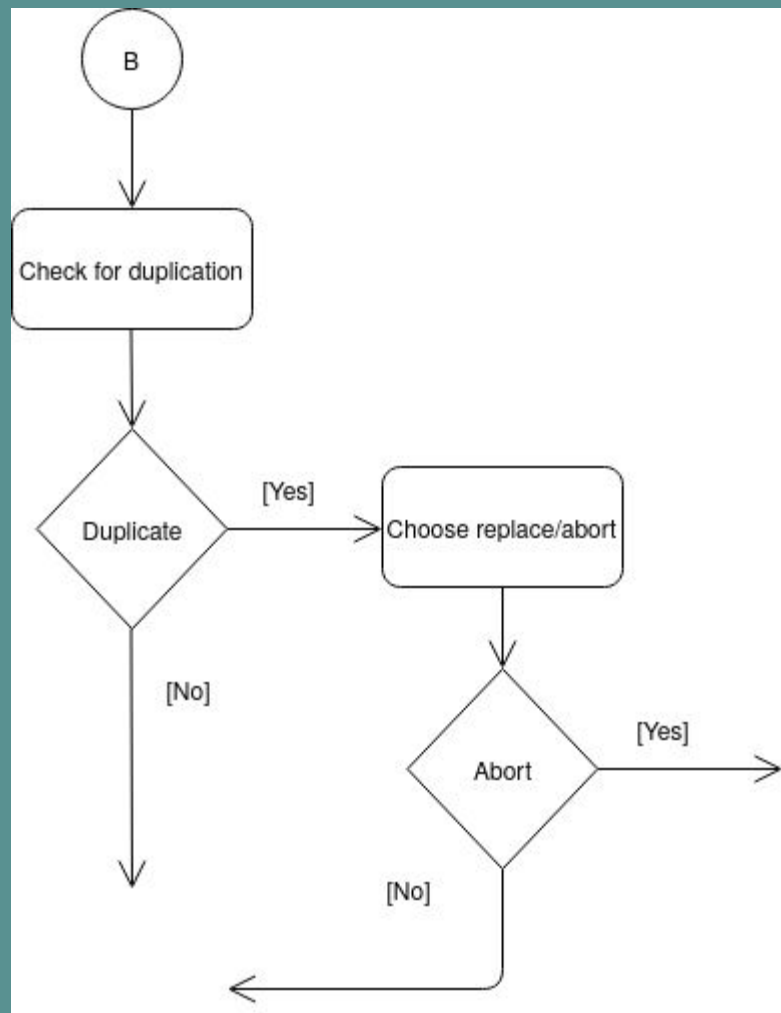 B
Check for duplication
[Yes]
Duplicate
Choose replace/abort
[No]
[Yes]
Abort
[No]